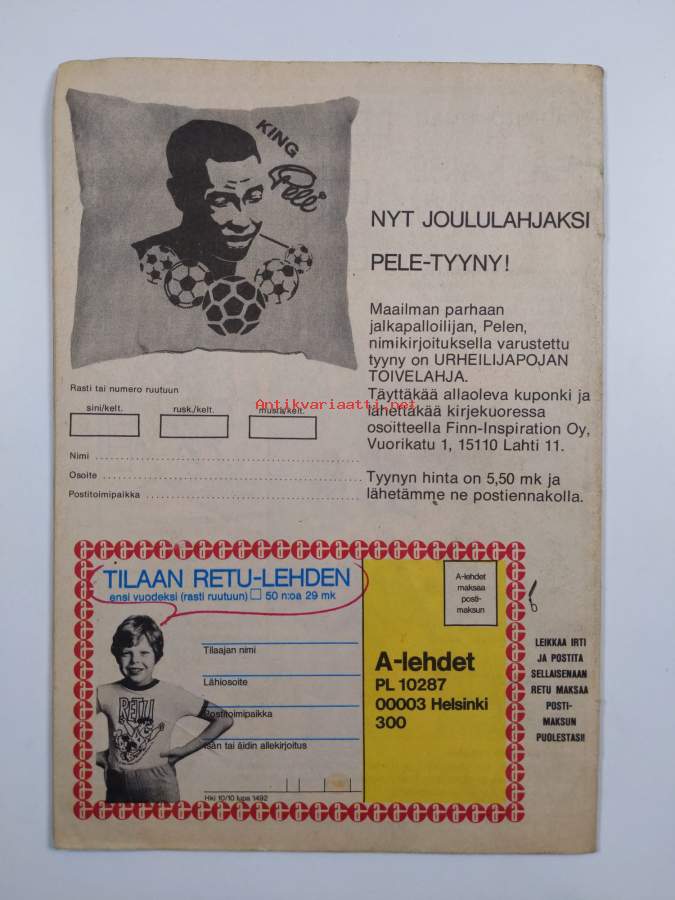 KING
Pelé
NYT JOULULAHJAKSI
PELE-TYYNY!
Maailman parhaan
jalkapalloilijan, Pelen,
nimikirjoituksella varustettu
tyyny on URHEILIJAPOJAN
TOIVELAHJA.
Täyttäkää allaoleva kuponki ja
lähettäkää kirjekuoressa
osoitteella Finn-Inspiration Oy,
Vuorikatu 1, 15110 Lahti 11.
Tyynyn hinta on 5,50 mk ja
lähetämme ne postiennakolla.
Rasti tai numero ruutuun
sini/kelt. rusk./kelt. musta/kelt.
Antikvariaatti.net
Nimi
Osoite
Postitoimipaikka
TILAAN RETU-LEHDEN
ensi vuodeksi (rasti ruutuun) 50 n:oa 29 mk
RETU
Tilaajan nimi
Lähiosoite
Postitoimipaikka
Isän tai äidin allekirjoitus
Hki 10/10 lupa 1492
A-lehdet
maksaa
posti-
maksun
A-lehdet
PL 10287
00003 Helsinki
300
LEIKKAA IRTI
JA POSTITA
SELLAISENAAN
RETU MAKSAA
POSTI-
MAKSUN
PUOLESTASI!